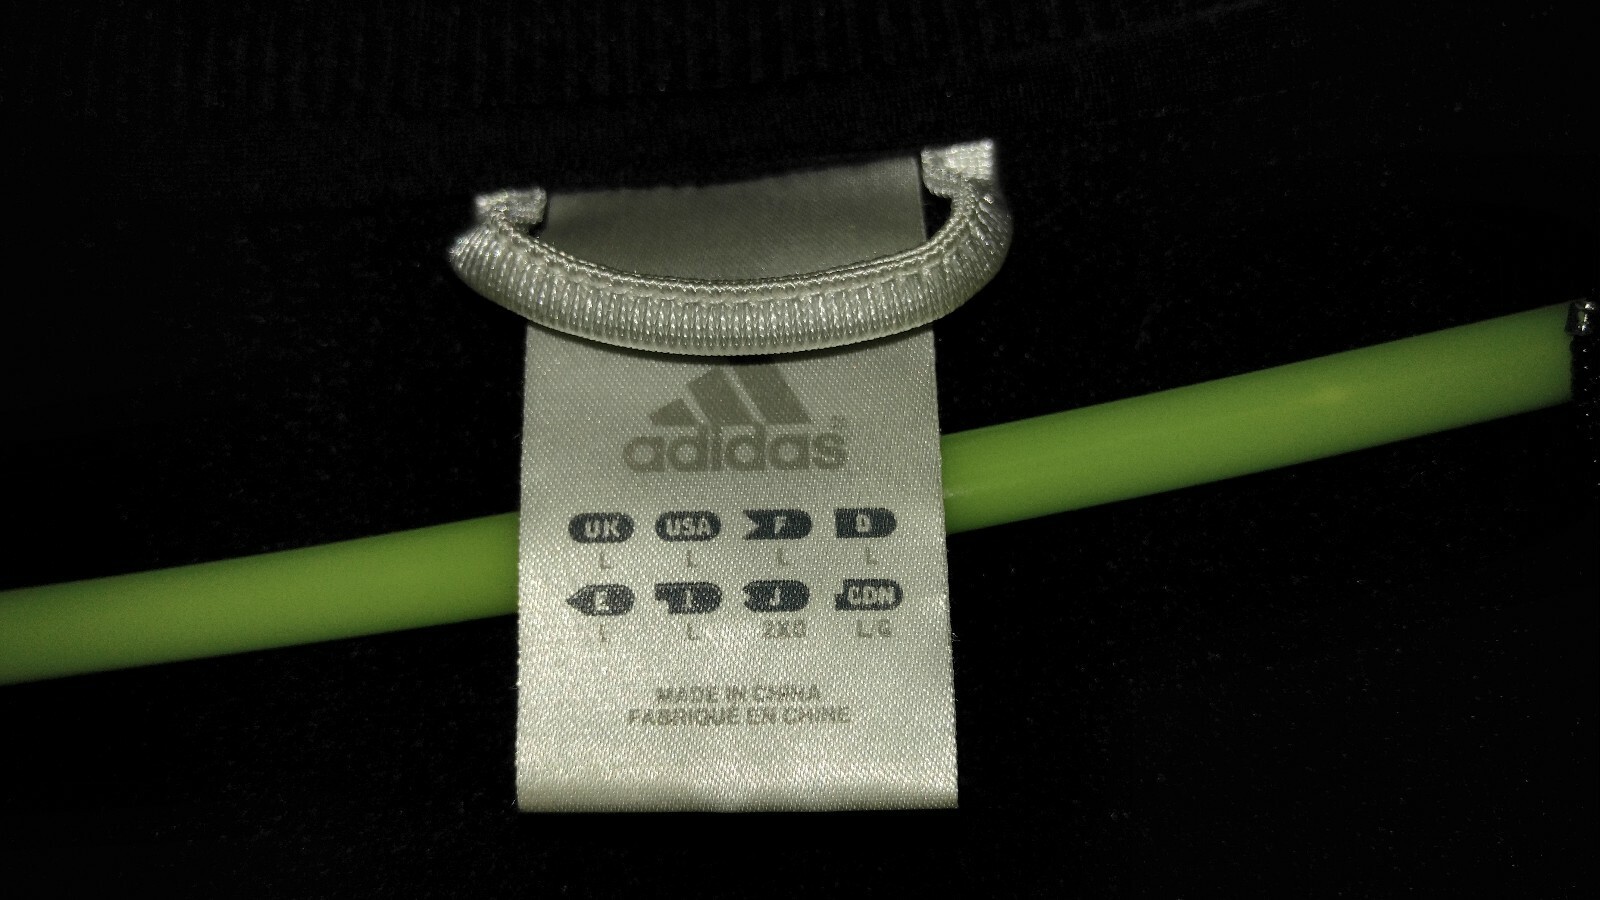 adidas®
UK USA F D
L L L L
E I J CDN
L L 2XO L/G
MADE IN CHINA
FABRIQUÉ EN CHINE